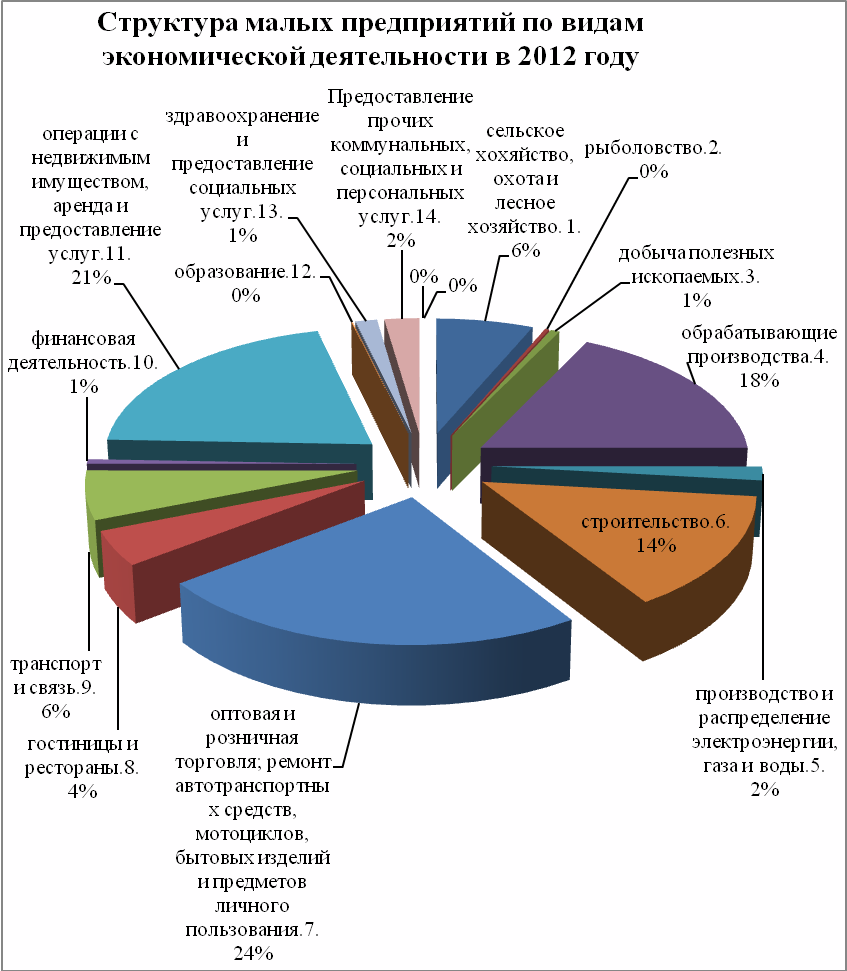 Структура малых предприятий по видам
экономической деятельности в 2012 году
операции с
недвижимым
имуществом,
аренда и
предоставление
услуг.11.
21%
здравоохранение
и
предоставление
социальных
услуг.13.
1%
Предоставление
прочих
коммунальных,
социальных и
персональных
услуг.14.
2%
сельское
хохяйство,
охота и
лесное
хозяйство. 1.
6%
рыболовство.2.
0%
добыча полезных
ископаемых.3.
1%
обрабатывающие
производства.4.
18%
образование.12.
0%
0%
0%
финансовая
деятельность.10.
1%
строительство.6.
14%
транспорт
и связь.9.
6%
гостиницы и
рестораны.8.
4%
оптовая и
розничная
торговля; ремонт
автотранспортны
х средств,
мотоциклов,
бытовых изделий
и предметов
личного
пользования.7.
24%
производство и
распределение
электроэнергии,
газа и воды.5.
2%